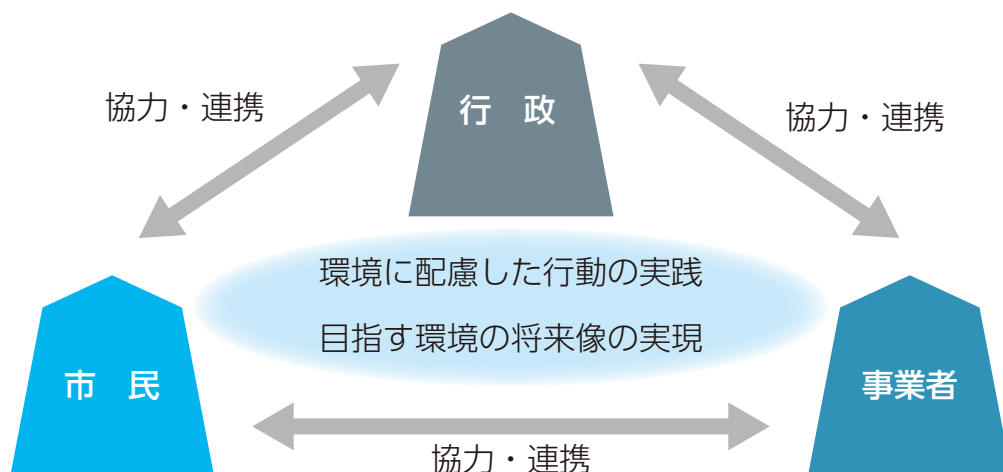 行　政
協力・連携
協力・連携
環境に配慮した行動の実践
目指す環境の将来像の実現
市　民
事業者
協力・連携